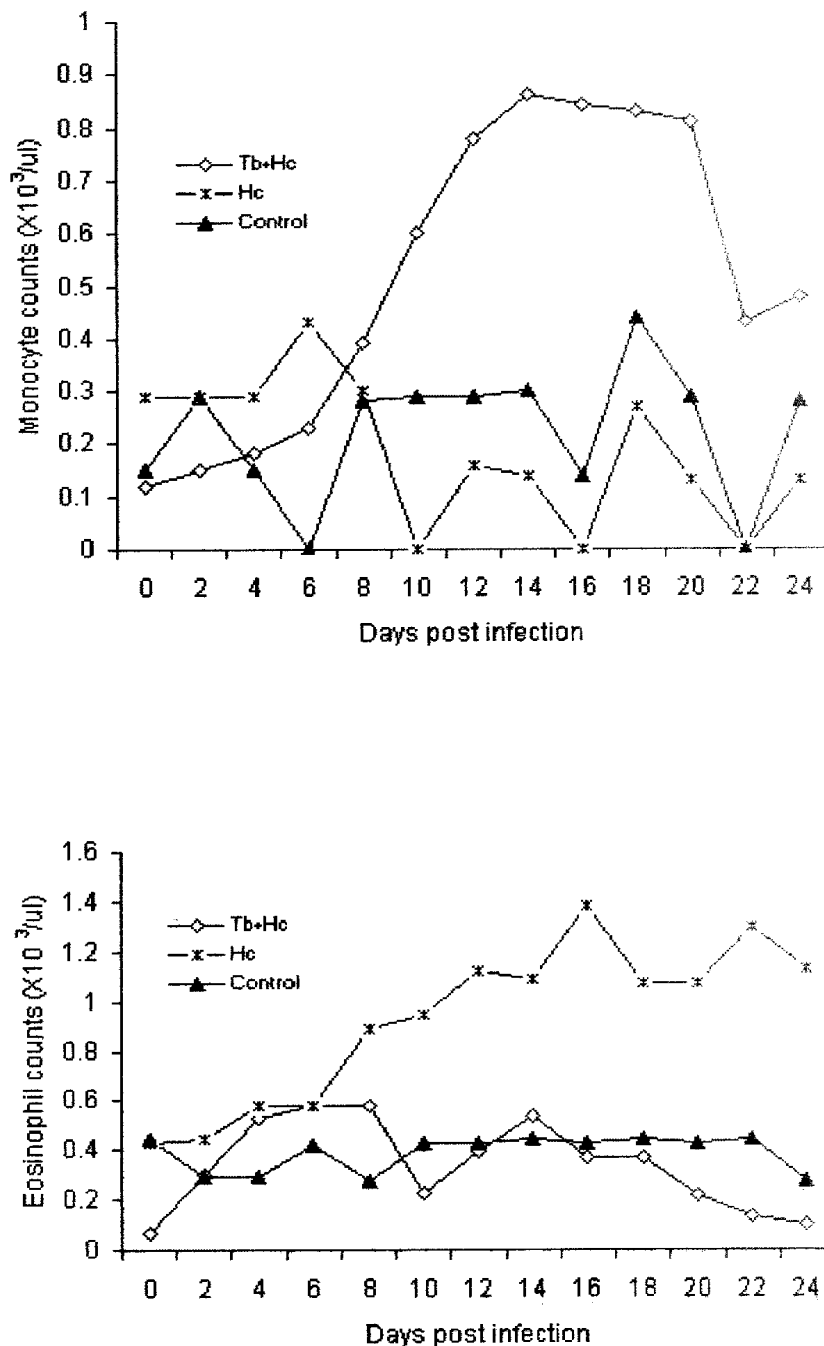 1
0.9
0.8
0.7
0.6
0.5
0.4
0.3
0.2
0.1
0
Monocyte counts (X10³/ul)
Tb+Hc
Hc
Control
0 2 4 6 8 10 12 14 16 18 20 22 24
Days post infection
1.6
1.4
1.2
1
0.8
0.6
0.4
0.2
0
Eosinophil counts (X10 ³/ul)
Tb+Hc
Hc
Control
0 2 4 6 8 10 12 14 16 18 20 22 24
Days post infection